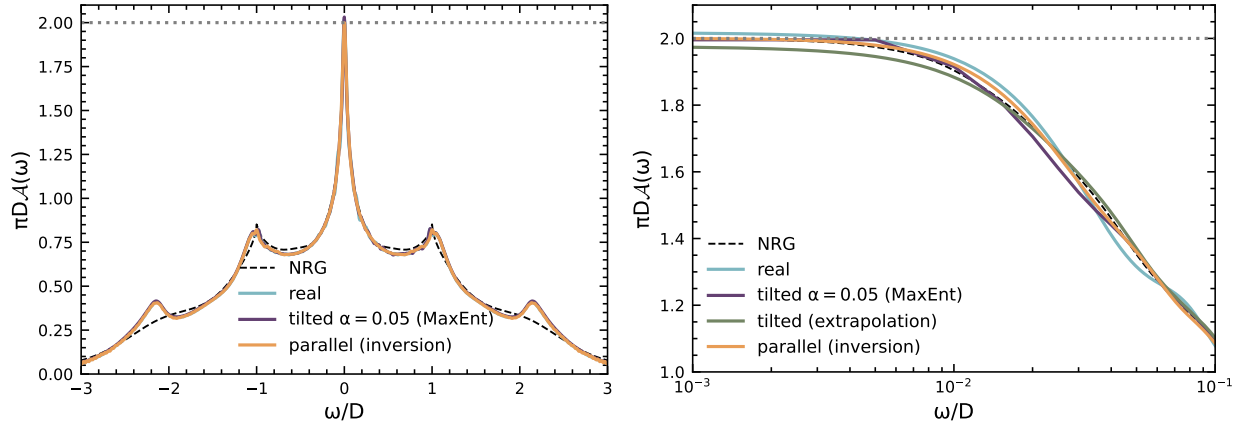 2.00
1.75
1.50
1.25
1.00
0.75
0.50
0.25
0.00
πD𝒜(ω)
NRG
real
tilted α = 0.05 (MaxEnt)
parallel (inversion)
−3 −2 −1 0 1 2 3
ω/D
2.0
1.8
1.6
1.4
1.2
1.0
πD𝒜(ω)
NRG
real
tilted α = 0.05 (MaxEnt)
tilted (extrapolation)
parallel (inversion)
10⁻³ 10⁻² 10⁻¹
ω/D